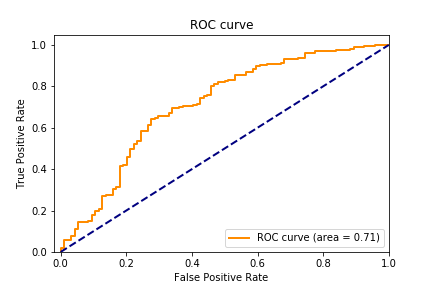 ROC curve
1.0
0.8
0.6
0.4
0.2
0.0
True Positive Rate
ROC curve (area = 0.71)
0.0 0.2 0.4 0.6 0.8 1.0
False Positive Rate